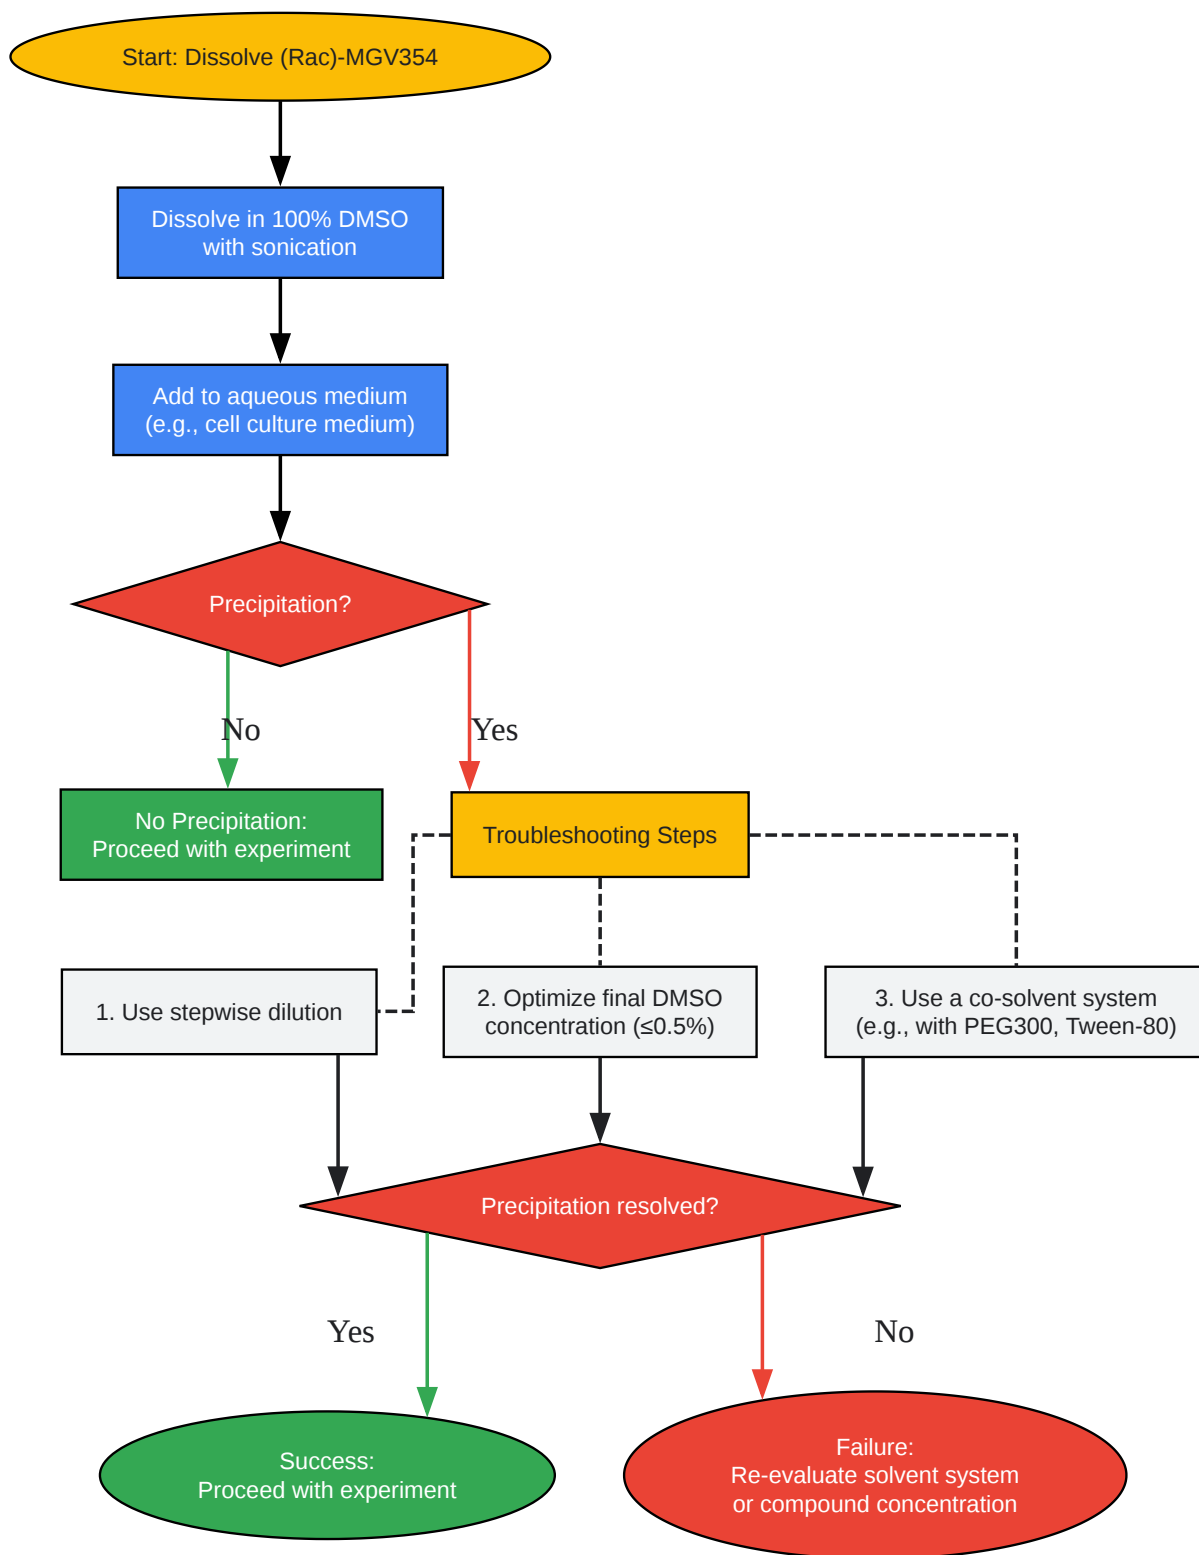 Start: Dissolve (Rac)-MGV354
Dissolve in 100% DMSO
with sonication
Add to aqueous medium
(e.g., cell culture medium)
Precipitation?
No
Yes
No Precipitation:
Proceed with experiment
Troubleshooting Steps
1. Use stepwise dilution
2. Optimize final DMSO
concentration (≤0.5%)
3. Use a co-solvent system
(e.g., with PEG300, Tween-80)
Precipitation resolved?
Yes
No
Success:
Proceed with experiment
Failure:
Re-evaluate solvent system
or compound concentration